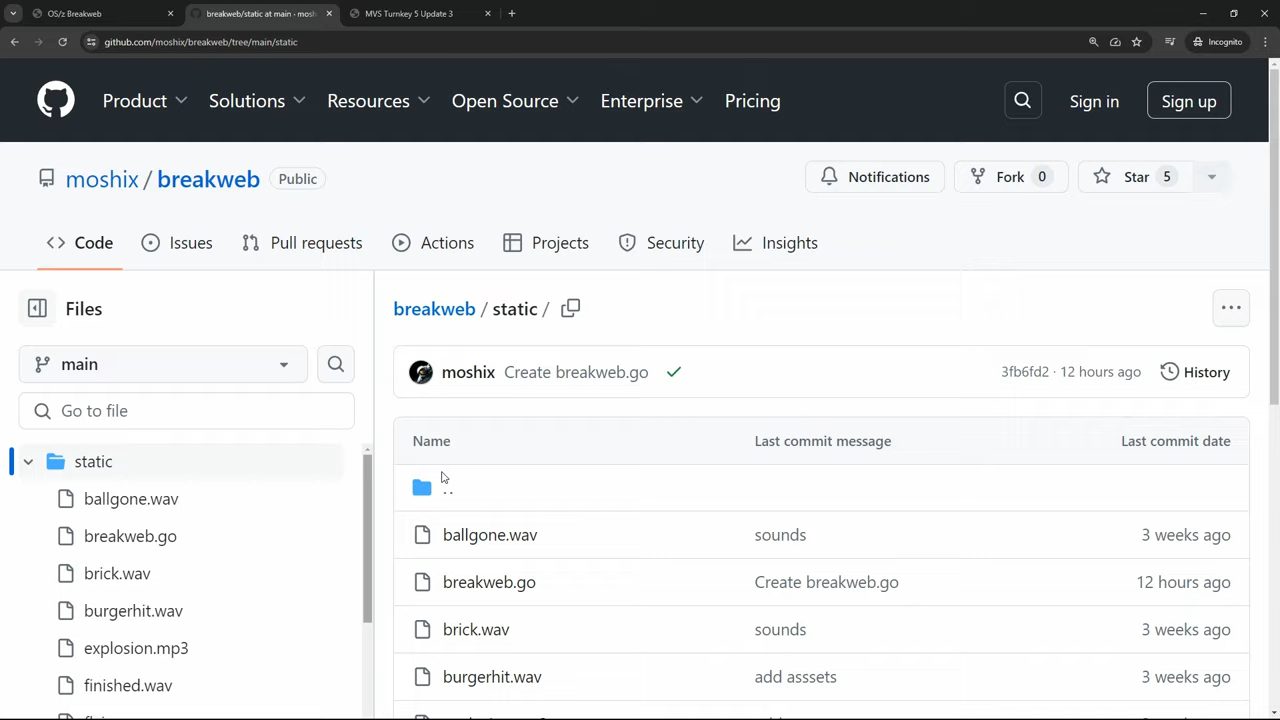 OS/z Breakweb
breakweb/static at main · mosh
MVS Turnkey 5 Update 3
github.com/moshix/breakweb/tree/main/static
Incognito
Product Solutions Resources Open Source Enterprise Pricing
Sign in
Sign up
moshix / breakweb Public
Notifications
Fork 0
Star 5
Code Issues Pull requests Actions Projects Security Insights
Files
main
Go to file
static
ballgone.wav
breakweb.go
brick.wav
burgerhit.wav
explosion.mp3
finished.wav
breakweb / static /
moshix Create breakweb.go
3fb6fd2 · 12 hours ago
History
Name Last commit message Last commit date
..
ballgone.wav sounds 3 weeks ago
breakweb.go Create breakweb.go 12 hours ago
brick.wav sounds 3 weeks ago
burgerhit.wav add asssets 3 weeks ago